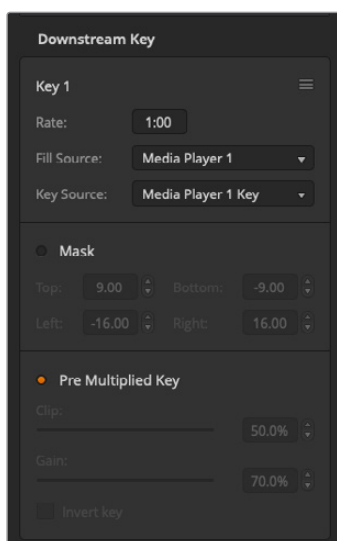 Downstream Key
Key 1
Rate: 1:00
Fill Source: Media Player 1
Key Source: Media Player 1 Key
Mask
Top: 9.00 Bottom: -9.00
Left: -16.00 Right: 16.00
Pre Multiplied Key
Clip:
50.0%
Gain:
70.0%
Invert key